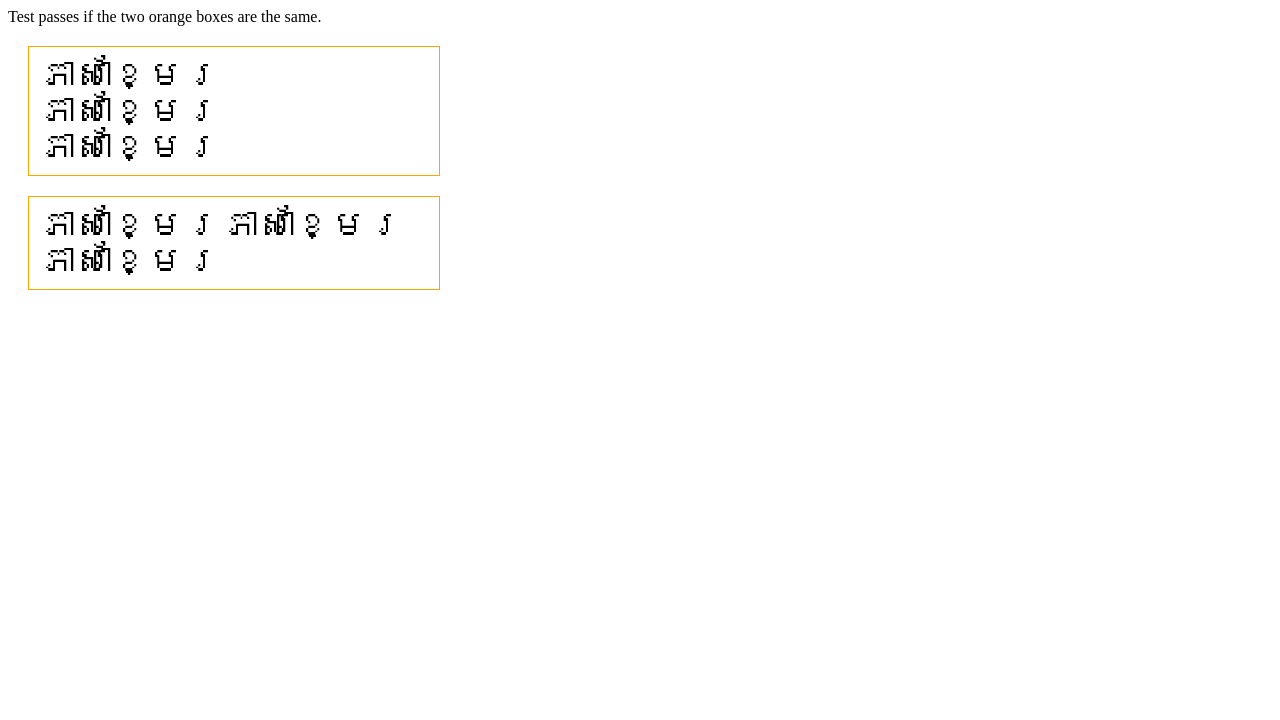 Test passes if the two orange boxes are the same.
ភាសាខ្មែរ
ភាសាខ្មែរ
ភាសាខ្មែរ
ភាសាខ្មែរ ភាសាខ្មែរ
ភាសាខ្មែរ